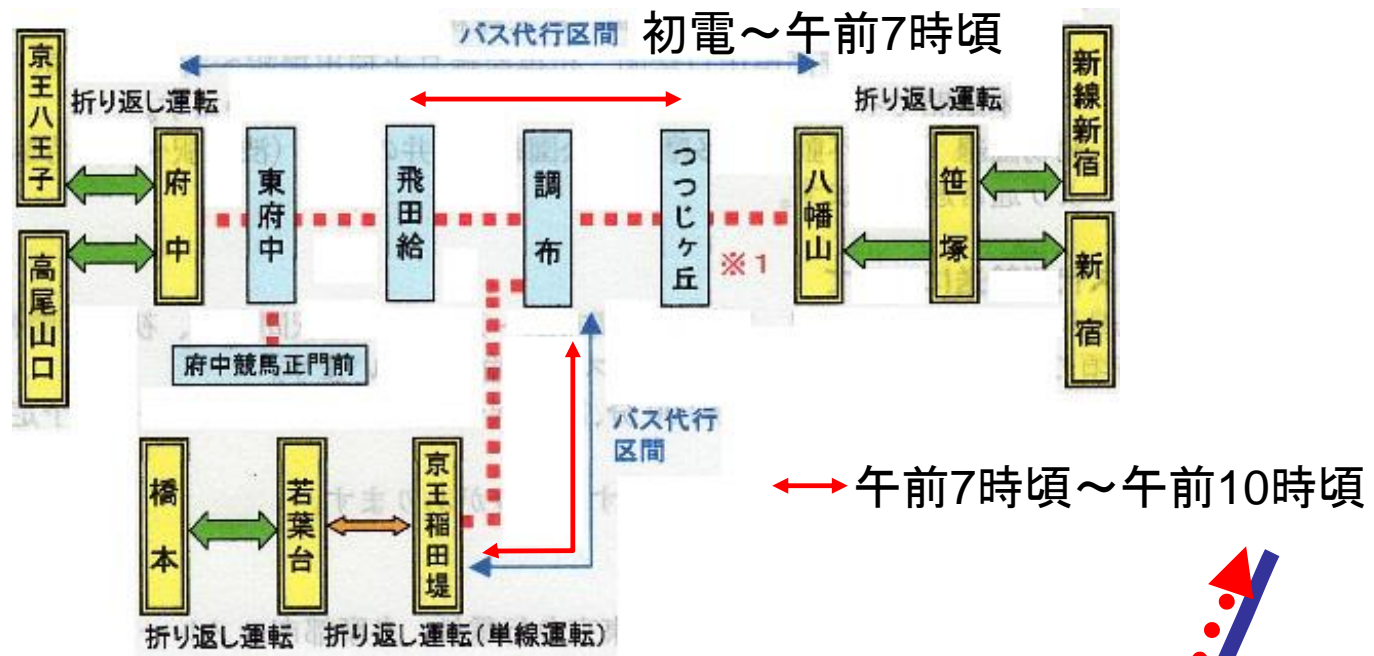 バス代行区間 初電～午前7時頃
京王八王子
折り返し運転
折り返し運転
新線新宿
府中
東府中
飛田給
調布
つつじヶ丘
八幡山
笹塚
※1
高尾山口
新宿
府中競馬正門前
バス代行
区間
橋本
若葉台
京王稲田堤
午前7時頃～午前10時頃
折り返し運転 折り返し運転(単線運転)